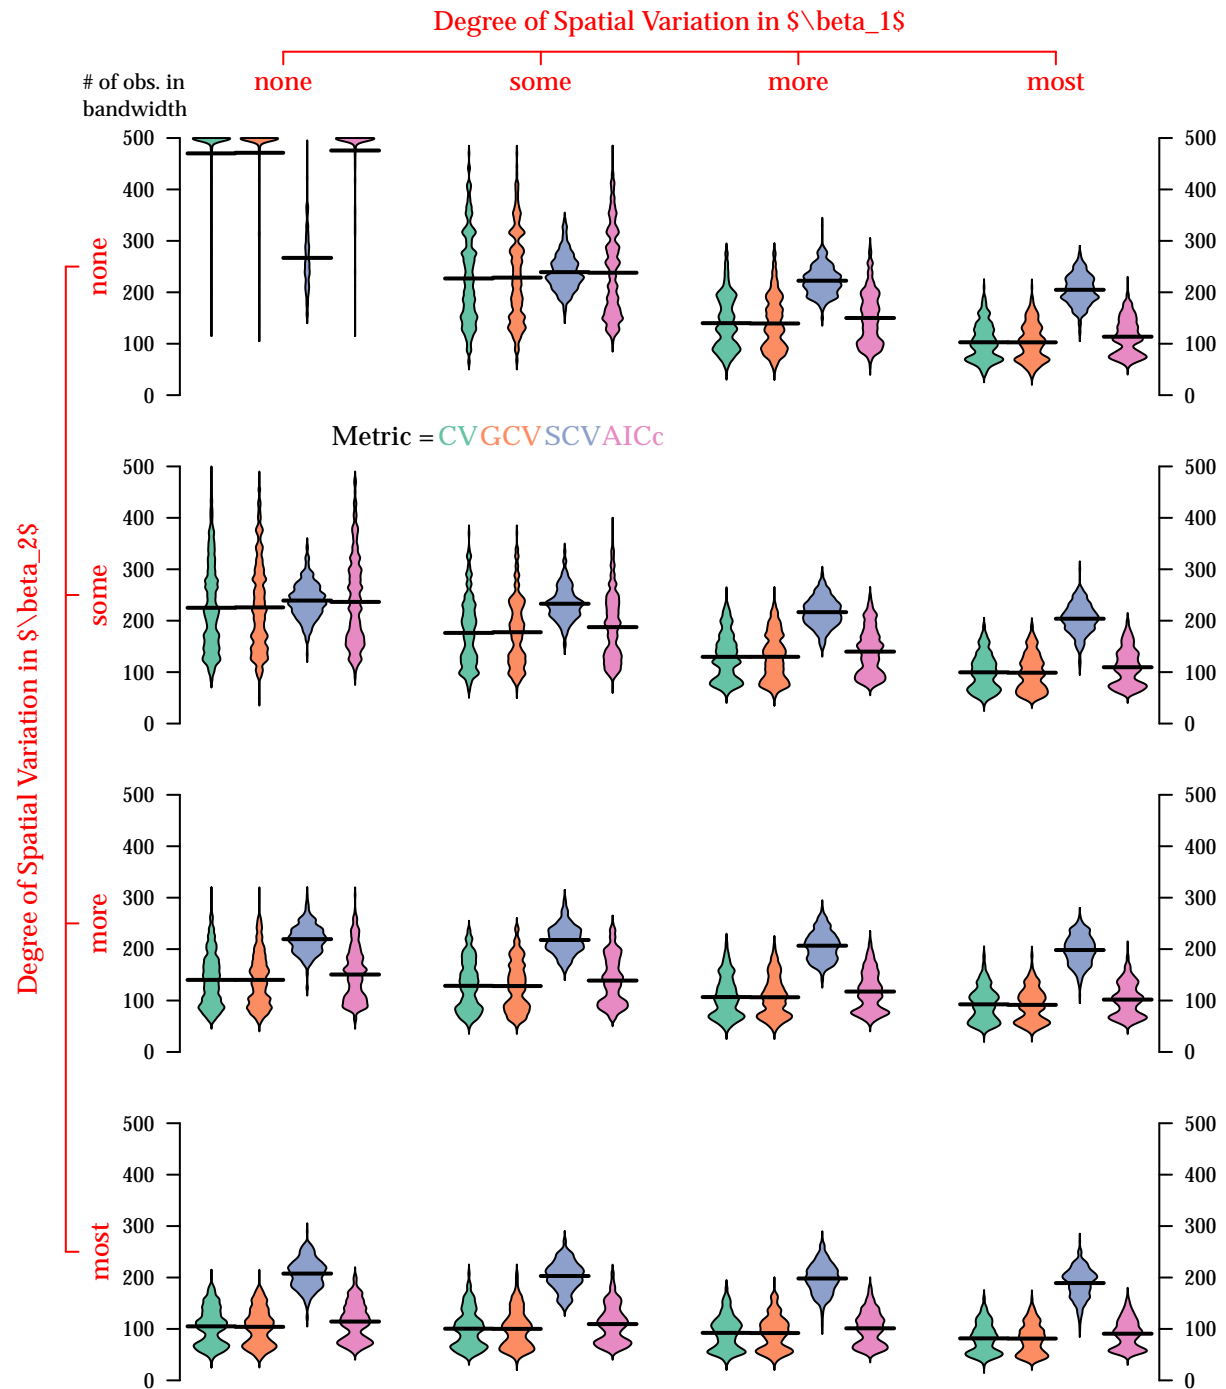 Degree of Spatial Variation in $\beta_1$
# of obs. in
bandwidth
none some more most
500 500
400 400
300 300
200 200
100 100
0 0
none
Metric = CV GCV SCV AICc
500 500
400 400
300 300
200 200
100 100
0 0
some
Degree of Spatial Variation in $\beta_2$
500 500
400 400
300 300
200 200
100 100
0 0
more
500 500
400 400
300 300
200 200
100 100
0 0
most